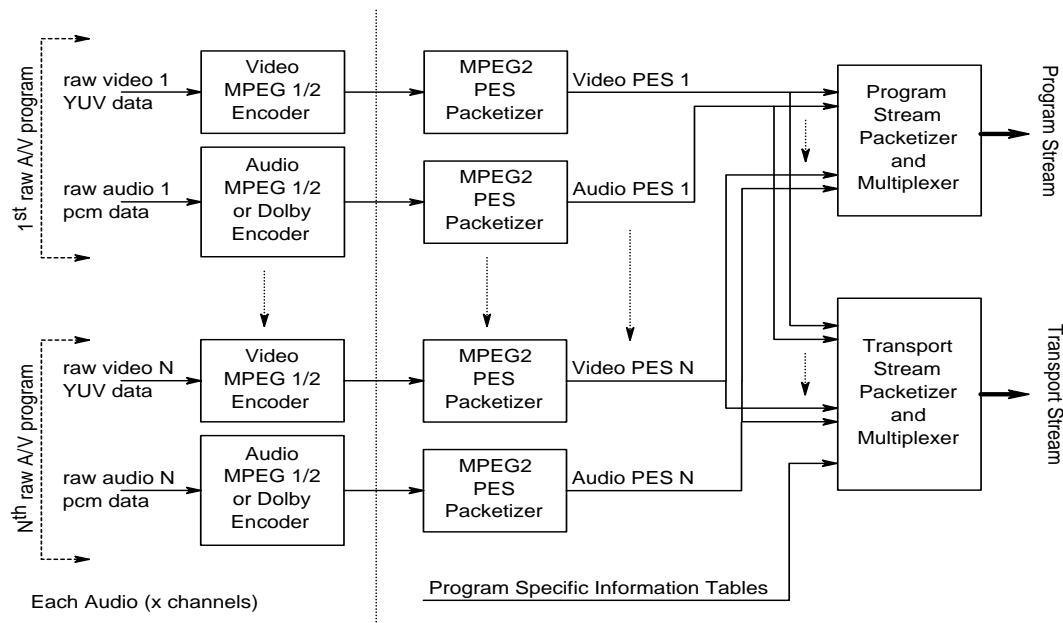 1st raw A/V program
raw video 1
YUV data
Video
MPEG 1/2
Encoder
MPEG2
PES
Packetizer
Video PES 1
raw audio 1
pcm data
Audio
MPEG 1/2
or Dolby
Encoder
MPEG2
PES
Packetizer
Audio PES 1
Program
Stream
Packetizer
and
Multiplexer
Program Stream
Nth raw A/V program
raw video N
YUV data
Video
MPEG 1/2
Encoder
MPEG2
PES
Packetizer
Video PES N
raw audio N
pcm data
Audio
MPEG 1/2
or Dolby
Encoder
MPEG2
PES
Packetizer
Audio PES N
Transport
Stream
Packetizer
and
Multiplexer
Transport Stream
Program Specific Information Tables
Each Audio (x channels)